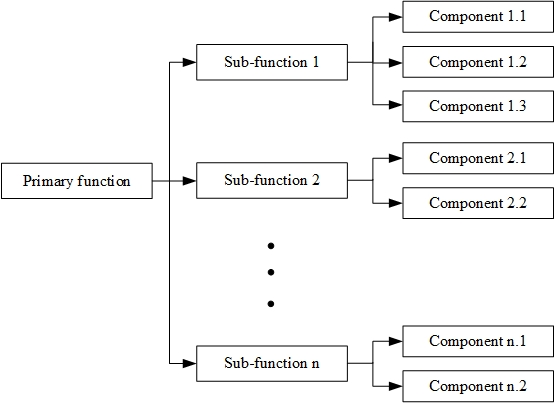 Component 1.1
Sub-function 1
Component 1.2
Component 1.3
Component 2.1
Primary function
Sub-function 2
Component 2.2
Component n.1
Sub-function n
Component n.2